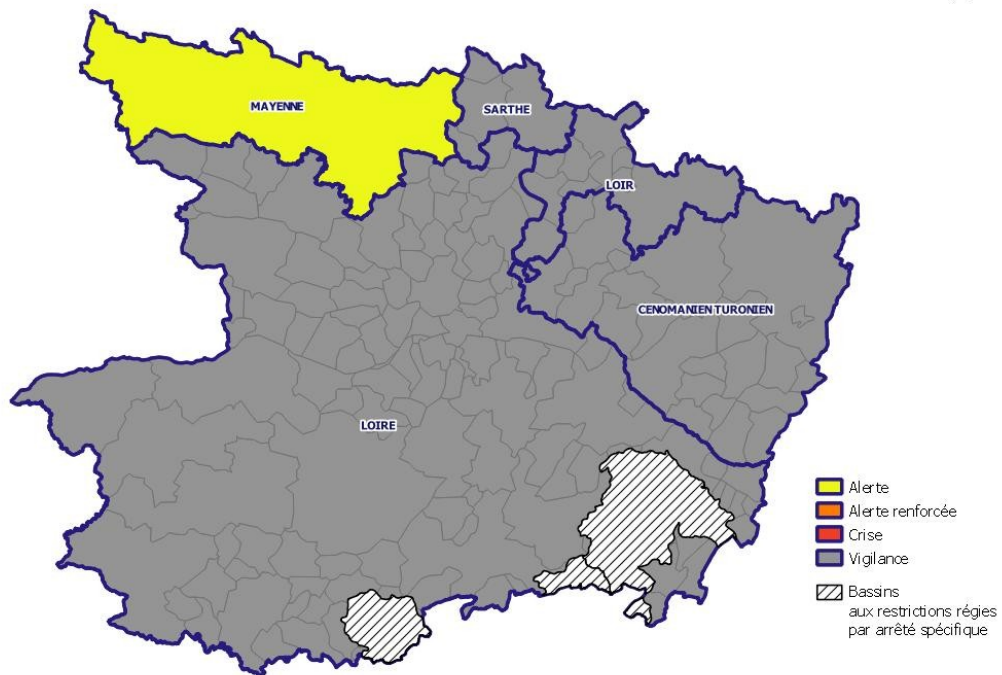 MAYENNE
SARTHE
LOIR
CENOMANIEN TURONIEN
LOIRE
Alerte
Alerte renforcée
Crise
Vigilance
Bassins
aux restrictions régies
par arrêté spécifique